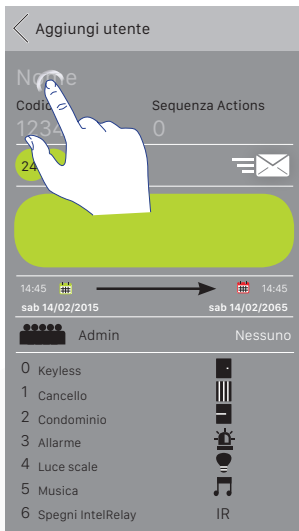 Aggiungi utente
Nome
Codic Sequenza Actions
1234 0
24
14:45 14:45
sab 14/02/2015 sab 14/02/2065
Admin Nessuno
0 Keyless
1 Cancello
2 Condominio
3 Allarme
4 Luce scale
5 Musica
6 Spegni IntelRelay IR